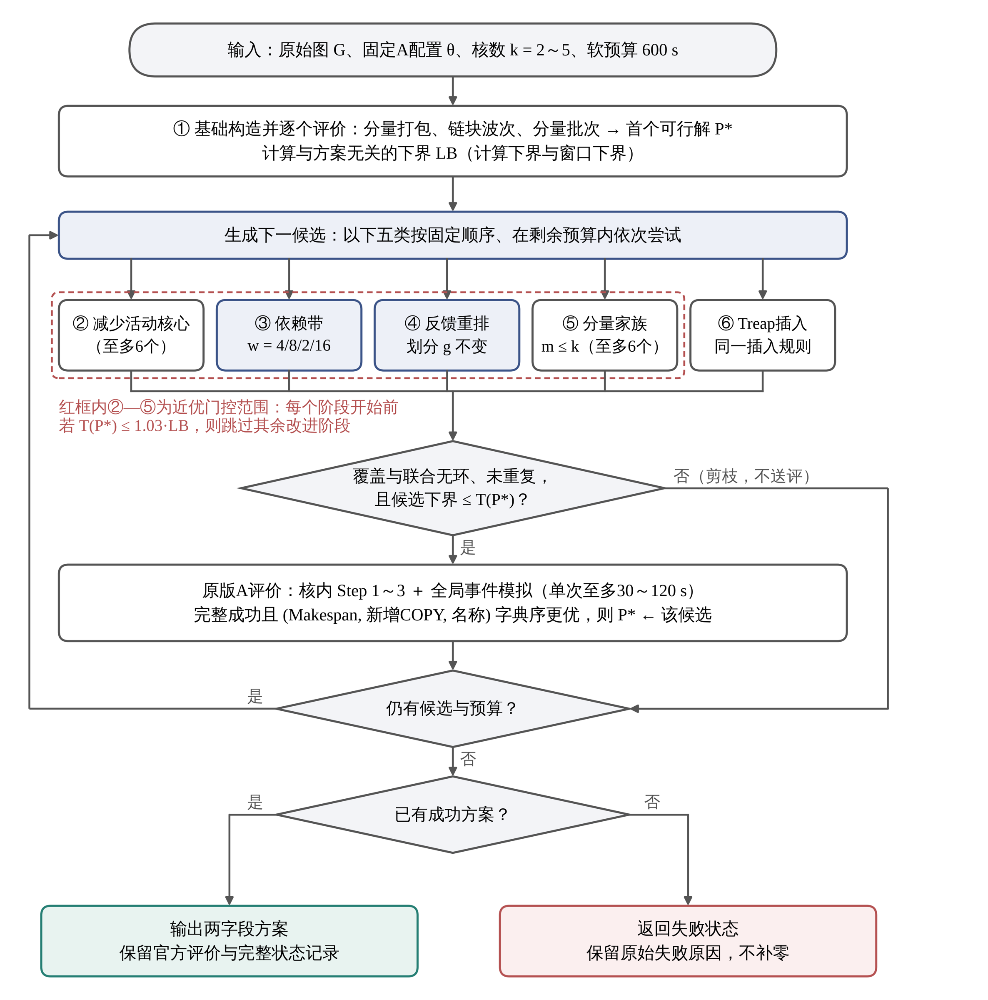 输入：原始图 G、固定A配置 θ、核数 k = 2～5、软预算 600 s
① 基础构造并逐个评价：分量打包、链块波次、分量批次 → 首个可行解 P*
计算与方案无关的下界 LB（计算下界与窗口下界）
生成下一候选：以下五类按固定顺序、在剩余预算内依次尝试
② 减少活动核心
（至多6个）
③ 依赖带
w = 4/8/2/16
④ 反馈重排
划分 g 不变
⑤ 分量家族
m ≤ k（至多6个）
⑥ Treap插入
同一插入规则
红框内②—⑤为近优门控范围：每个阶段开始前
若 T(P*) ≤ 1.03·LB，则跳过其余改进阶段
覆盖与联合无环、未重复，
且候选下界 ≤ T(P*)？
否（剪枝，不送评）
是
原版A评价：核内 Step 1～3 ＋ 全局事件模拟（单次至多30～120 s）
完整成功且 (Makespan, 新增COPY, 名称) 字典序更优，则 P* ← 该候选
是
仍有候选与预算？
否
是
已有成功方案？
否
输出两字段方案
保留官方评价与完整状态记录
返回失败状态
保留原始失败原因，不补零